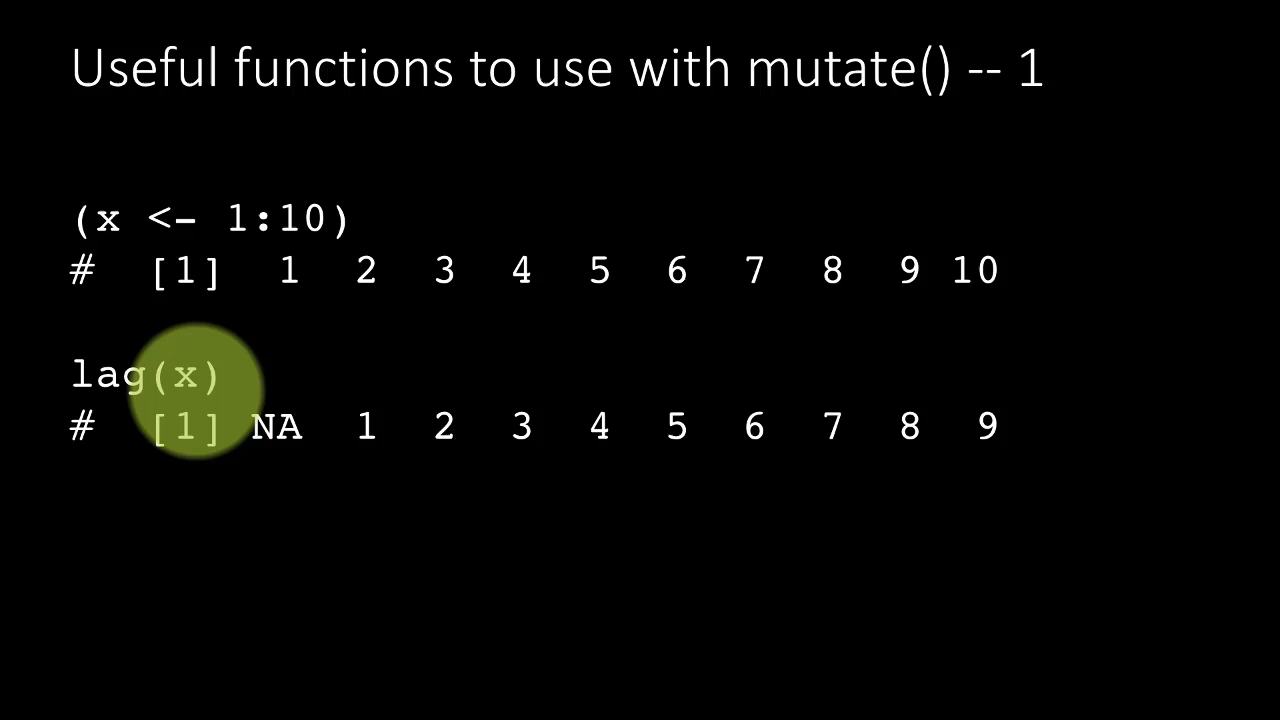 Useful functions to use with mutate() -- 1
(x <- 1:10)
#  [1]  1  2  3  4  5  6  7  8  9 10
lag(x)
#  [1] NA  1  2  3  4  5  6  7  8  9